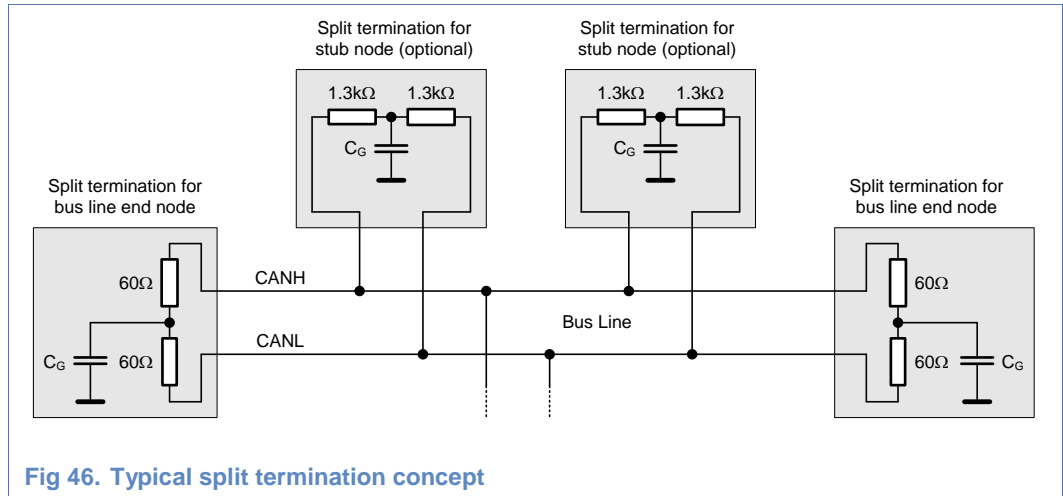 Split termination for
stub node (optional)
Split termination for
stub node (optional)
1.3kΩ 1.3kΩ
1.3kΩ 1.3kΩ
CG
CG
Split termination for
bus line end node
Split termination for
bus line end node
60Ω
CANH
60Ω
Bus Line
CG
60Ω
CANL
60Ω
CG
Fig 46. Typical split termination concept